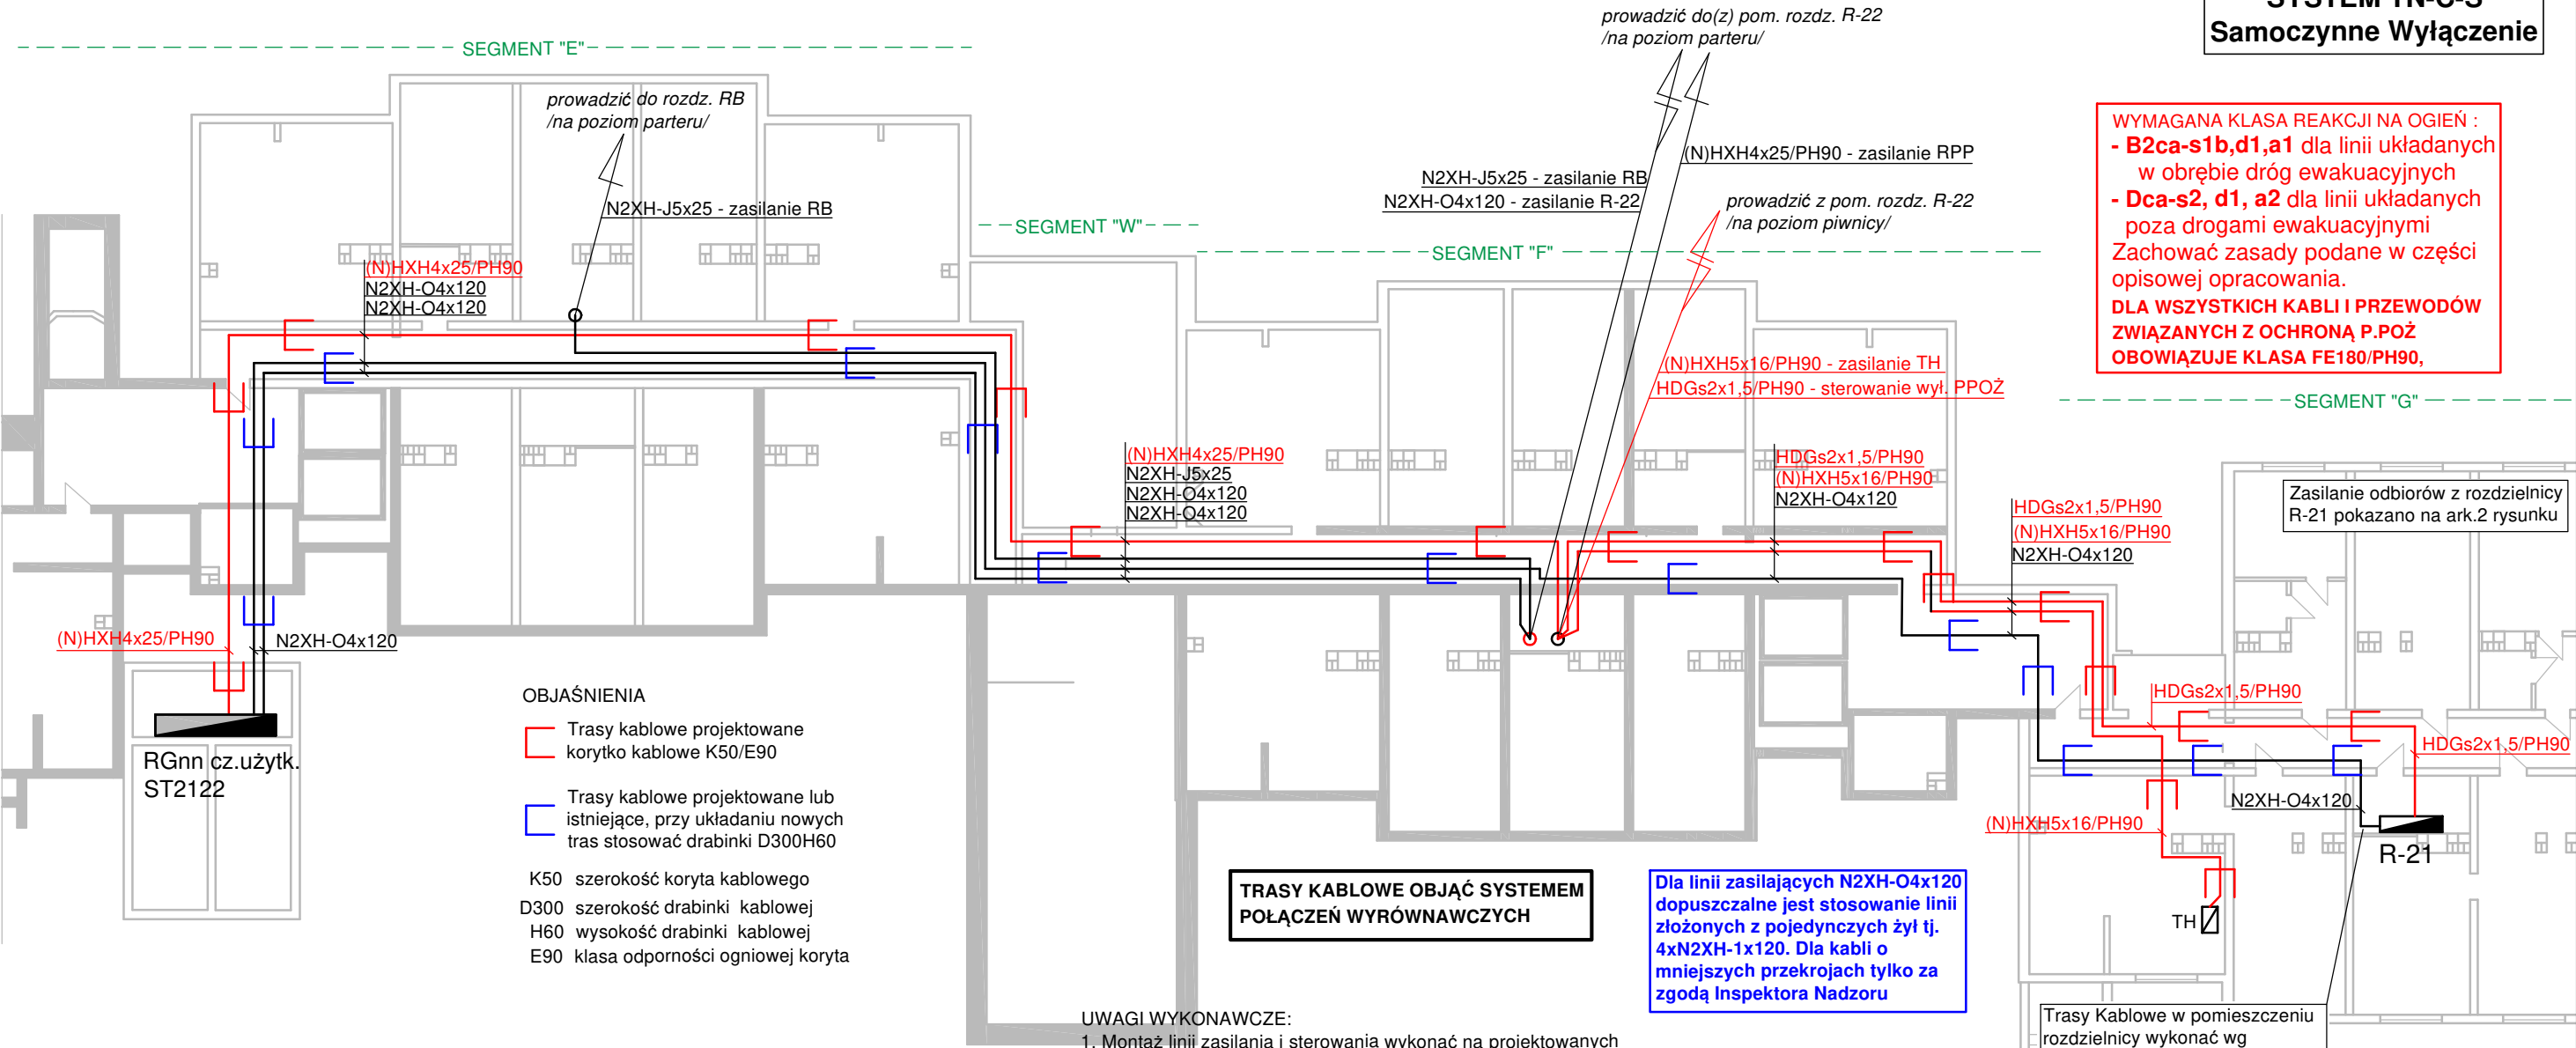 SYSTEM TN-C-S
Samoczynne Wyłączenie
prowadzić do(z) pom. rozdz. R-22
/na poziom parteru/
SEGMENT "E"
prowadzić do rozdz. RB
/na poziom parteru/
N2XH-J5x25 - zasilanie RB
(N)HXH4x25/PH90 - zasilanie RPP
N2XH-J5x25 - zasilanie RB
N2XH-O4x120 - zasilanie R-22
prowadzić z pom. rozdz. R-22
/na poziom piwnicy/
SEGMENT "W"
SEGMENT "F"
WYMAGANA KLASA REAKCJI NA OGIEŃ :
- B2ca-s1b,d1,a1 dla linii układanych
w obrębie dróg ewakuacyjnych
- Dca-s2, d1, a2 dla linii układanych
poza drogami ewakuacyjnymi
Zachować zasady podane w części
opisowej opracowania.
DLA WSZYSTKICH KABLI I PRZEWODÓW
ZWIĄZANYCH Z OCHRONĄ P.POŻ
OBOWIĄZUJE KLASA FE180/PH90,
(N)HXH4x25/PH90
N2XH-O4x120
N2XH-O4x120
(N)HXH5x16/PH90 - zasilanie TH
HDGs2x1,5/PH90 - sterowanie wył. PPOŻ
SEGMENT "G"
(N)HXH4x25/PH90
N2XH-J5x25
N2XH-O4x120
N2XH-O4x120
HDGs2x1,5/PH90
(N)HXH5x16/PH90
N2XH-O4x120
HDGs2x1,5/PH90
(N)HXH5x16/PH90
N2XH-O4x120
Zasilanie odbiorów z rozdzielnicy
R-21 pokazano na ark.2 rysunku
(N)HXH4x25/PH90
N2XH-O4x120
RGnn cz.użytk.
ST2122
OBJAŚNIENIA
Trasy kablowe projektowane
korytko kablowe K50/E90
Trasy kablowe projektowane lub
istniejące, przy układaniu nowych
tras stosować drabinki D300H60
K50 szerokość koryta kablowego
D300 szerokość drabinki kablowej
H60 wysokość drabinki kablowej
E90 klasa odporności ogniowej koryta
HDGs2x1,5/PH90
HDGs2x1,5/PH90
N2XH-O4x120
(N)HXH5x16/PH90
R-21
TH
TRASY KABLOWE OBJĄĆ SYSTEMEM
POŁĄCZEŃ WYRÓWNAWCZYCH
Dla linii zasilających N2XH-O4x120
dopuszczalne jest stosowanie linii
złożonych z pojedynczych żył tj.
4xN2XH-1x120. Dla kabli o
mniejszych przekrojach tylko za
zgodą Inspektora Nadzoru
UWAGI WYKONAWCZE:
1. Montaż linii zasilania i sterowania wykonać na projektowanych
Trasy Kablowe w pomieszczeniu
rozdzielnicy wykonać wg